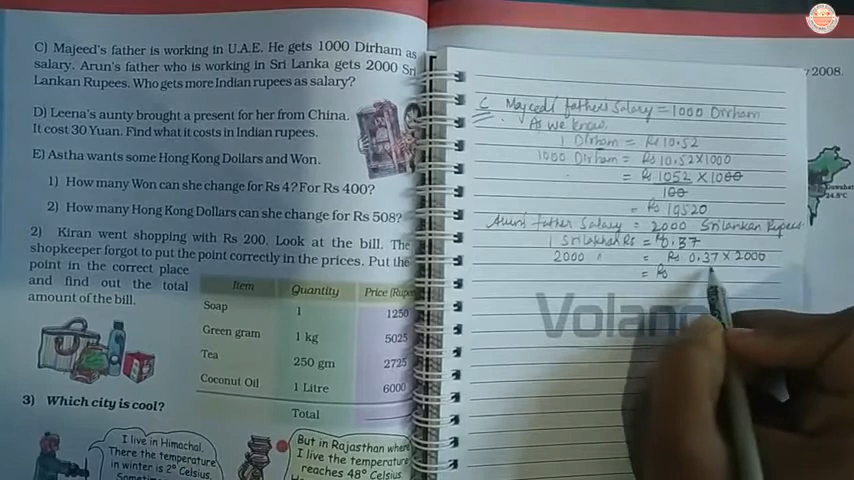 C) Majeed's father is working in U.A.E. He gets 1000 Dirham as
salary. Arun's father who is working in Sri Lanka gets 2000 Sri
Lankan Rupees. Who gets more Indian rupees as salary?
D) Leena's aunty brought a present for her from China.
It cost 30 Yuan. Find what it costs in Indian rupees.
E) Astha wants some Hong Kong Dollars and Won.
1) How many Won can she change for Rs 4? For Rs 400?
2) How many Hong Kong Dollars can she change for Rs 508?
2) Kiran went shopping with Rs 200. Look at the bill. The
shopkeeper forgot to put the point correctly in the prices. Put the
point in the correct place
and find out the total
amount of the bill.
Item Quantity Price (Rupe
Soap 1 1250
Green gram 1 kg 5025
Tea 250 gm 2725
Coconut Oil 1 Litre 6000
Total
3) Which city is cool?
I live in Himachal.
There the temperature
in winter is 2° Celsius.
But in Rajasthan where
I live the temperature
reaches 48° Celsius.
C. Majeed's father's salary = 1000 Dirham
As we know
1 Dirham = Rs 10.52
1000 Dirham = Rs 10.52 × 1000
= Rs 1052 × 1000
100
= Rs 10520
Arun's father Salary = 2000 Srilankan Rupees.
1 Srilankan Rs = 0.37
2000 " = Rs 0.37 × 2000
= Rs
Volan
2008.
24.8°C